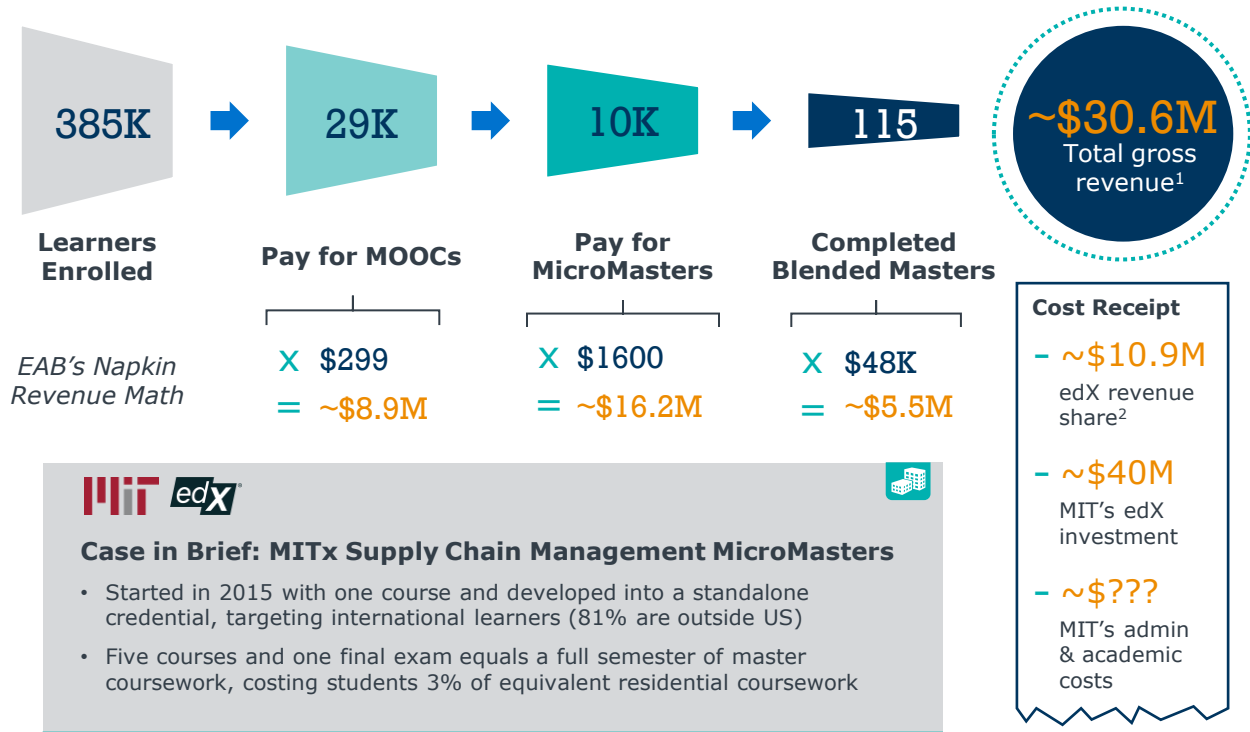 385K
29K
10K
115
~$30.6M
Total gross
revenue¹
Learners
Enrolled
Pay for MOOCs
Pay for
MicroMasters
Completed
Blended Masters
EAB's Napkin
Revenue Math
X $299
= ~$8.9M
X $1600
= ~$16.2M
X $48K
= ~$5.5M
Cost Receipt
– ~$10.9M
edX revenue
share²
– ~$40M
MIT's edX
investment
– ~$???
MIT's admin
& academic
costs
MiT edX
Case in Brief: MITx Supply Chain Management MicroMasters
• Started in 2015 with one course and developed into a standalone
credential, targeting international learners (81% are outside US)
• Five courses and one final exam equals a full semester of master
coursework, costing students 3% of equivalent residential coursework